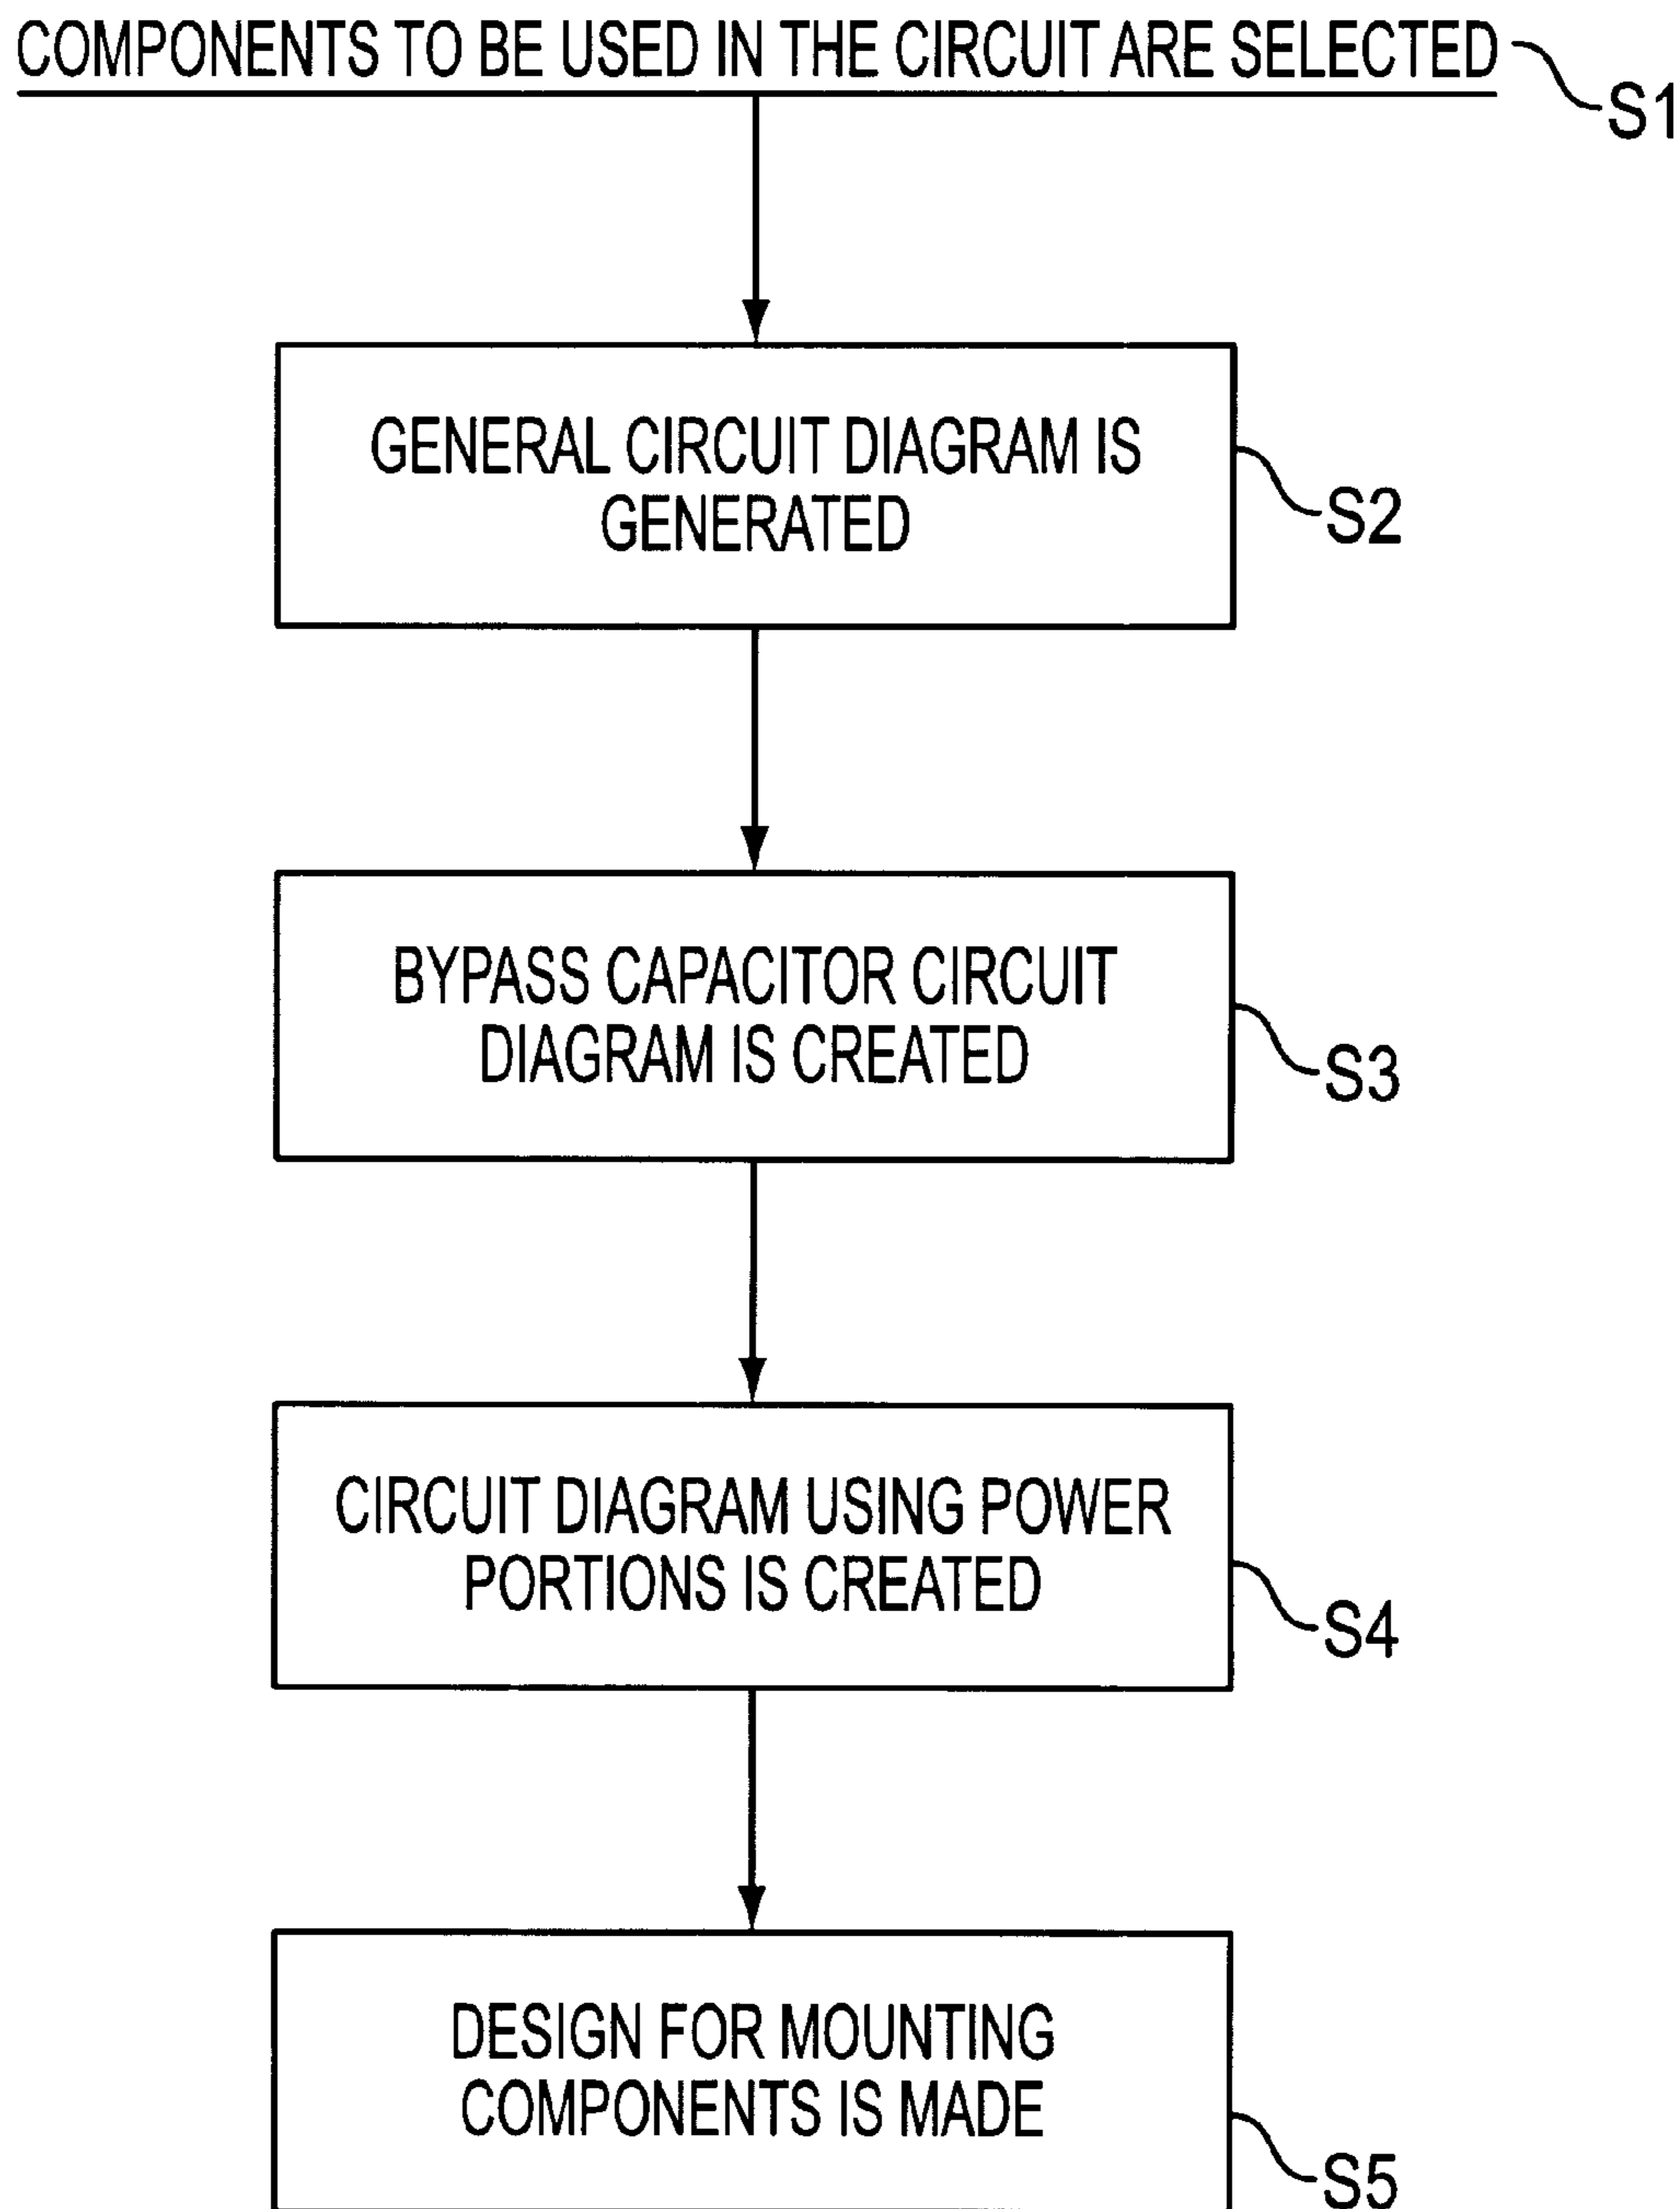 COMPONENTS TO BE USED IN THE CIRCUIT ARE SELECTED
S1
GENERAL CIRCUIT DIAGRAM IS
GENERATED
S2
BYPASS CAPACITOR CIRCUIT
DIAGRAM IS CREATED
S3
CIRCUIT DIAGRAM USING POWER
PORTIONS IS CREATED
S4
DESIGN FOR MOUNTING
COMPONENTS IS MADE
S5